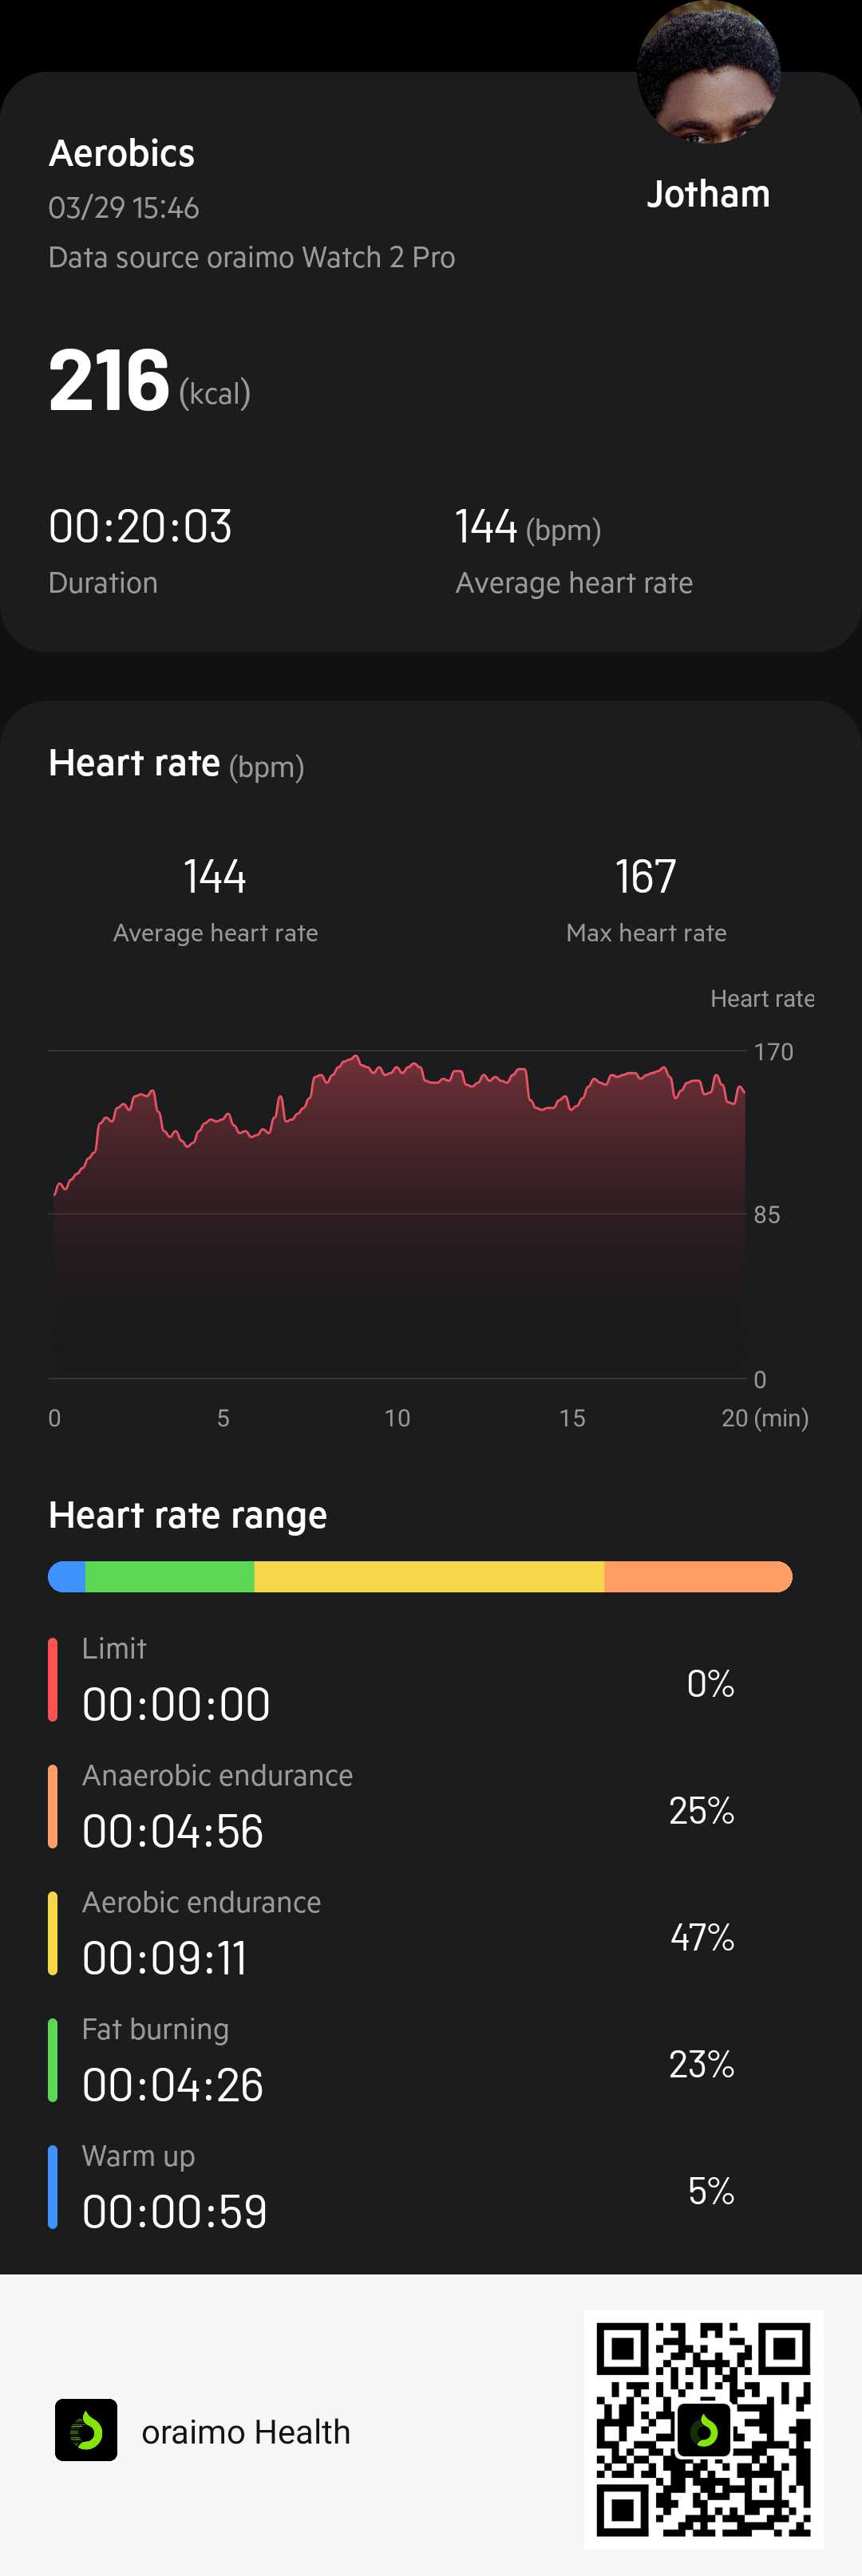 Aerobics
03/29 15:46
Jotham
Data source oraimo Watch 2 Pro
216 (kcal)
00:20:03
144 (bpm)
Duration
Average heart rate
Heart rate (bpm)
144
167
Average heart rate
Max heart rate
Heart rate
170
85
0
0 5 10 15 20 (min)
Heart rate range
Limit
00:00:00
0%
Anaerobic endurance
00:04:56
25%
Aerobic endurance
00:09:11
47%
Fat burning
00:04:26
23%
Warm up
00:00:59
5%
oraimo Health